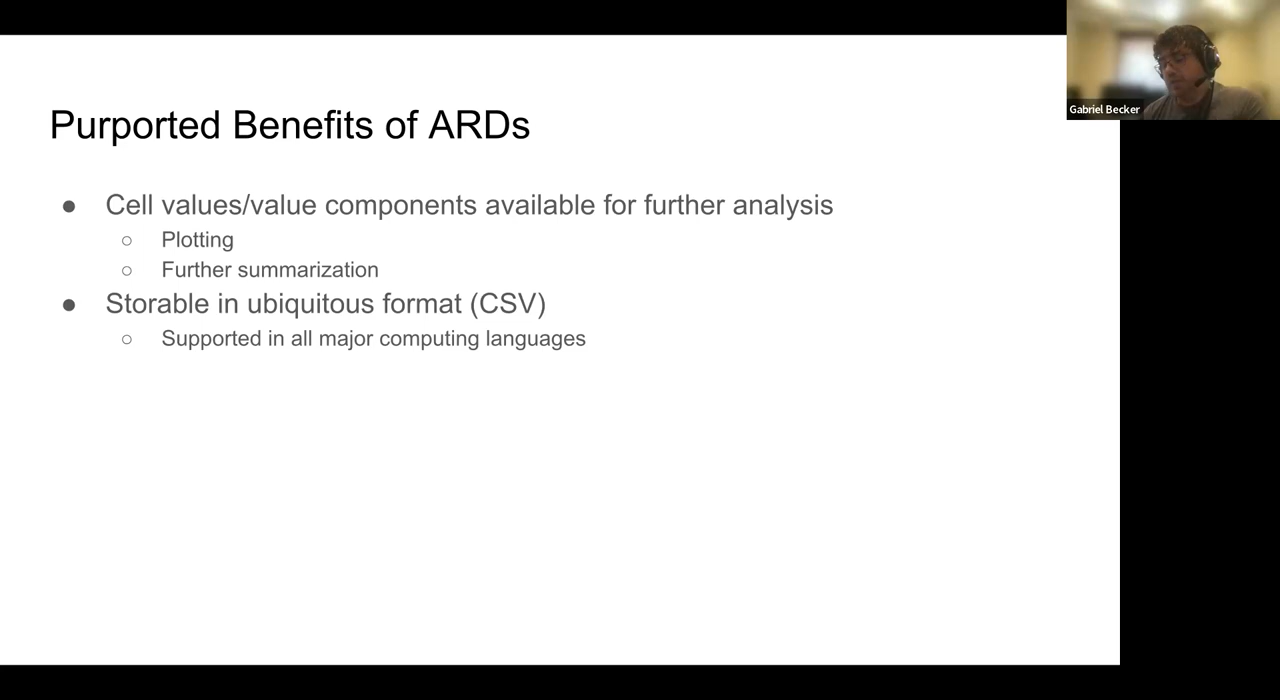 Purported Benefits of ARDs
● Cell values/value components available for further analysis
○ Plotting
○ Further summarization
● Storable in ubiquitous format (CSV)
○ Supported in all major computing languages
Gabriel Becker